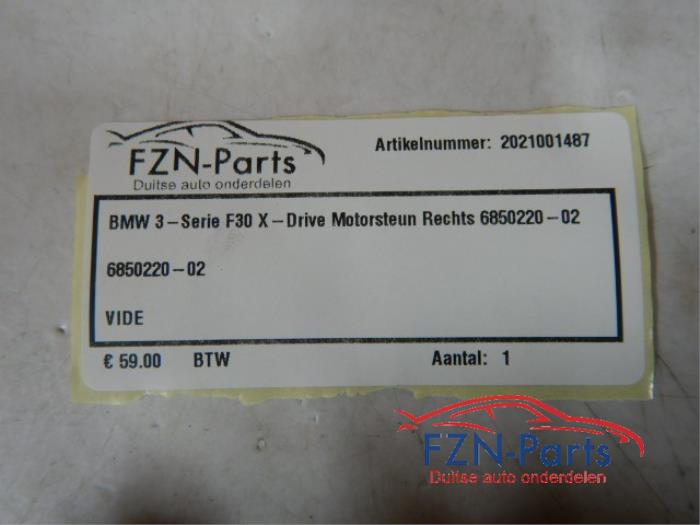 FZN-Parts
Duitse auto onderdelen
Artikelnummer: 2021001487
BMW 3-Serie F30 X-Drive Motorsteun Rechts 6850220-02
6850220-02
VIDE
€ 59.00 BTW Aantal: 1
FZN-Parts
Duitse auto onderdelen